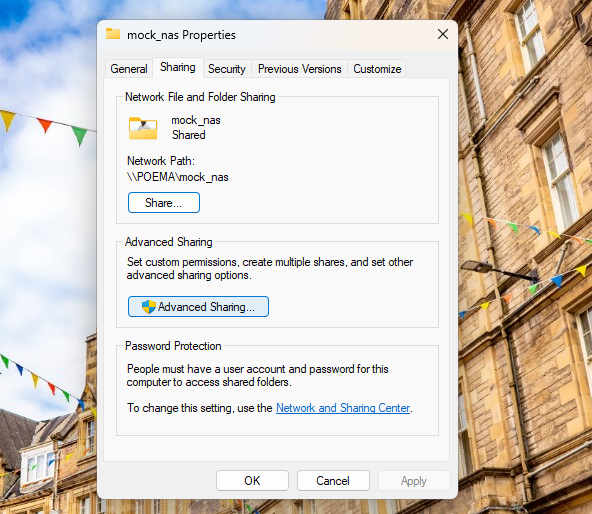 mock_nas Properties
General Sharing Security Previous Versions Customize
Network File and Folder Sharing
mock_nas
Shared
Network Path:
\\POEMA\mock_nas
Share...
Advanced Sharing
Set custom permissions, create multiple shares, and set other
advanced sharing options.
Advanced Sharing...
Password Protection
People must have a user account and password for this
computer to access shared folders.
To change this setting, use the Network and Sharing Center.
OK Cancel Apply